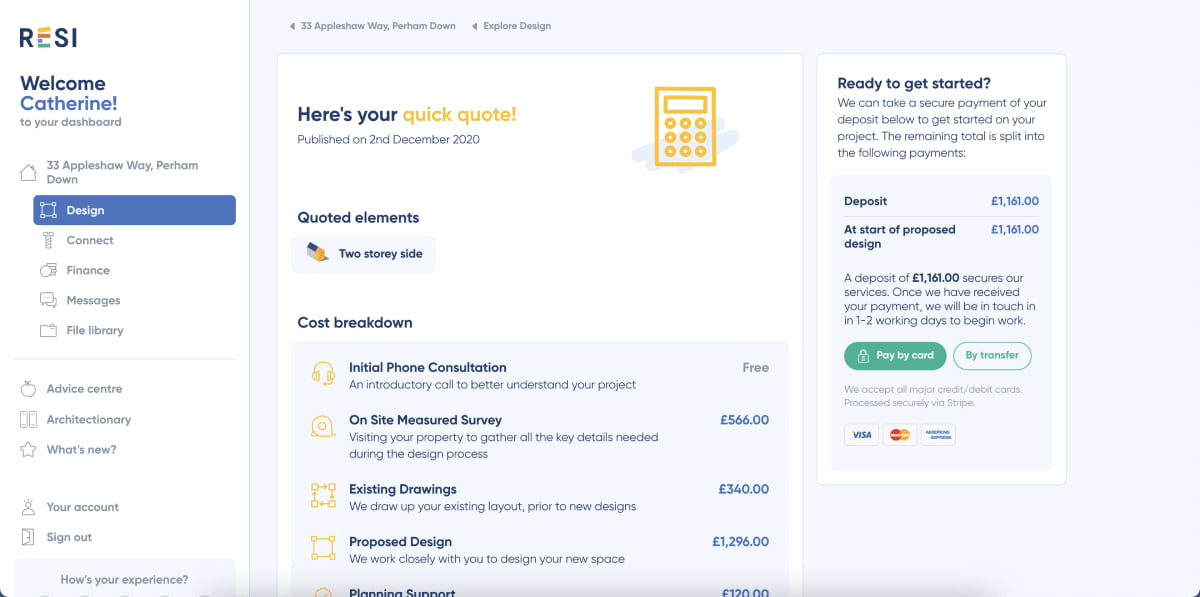 RESI
Welcome
Catherine!
to your dashboard
33 Appleshaw Way, Perham
Down
Design
Connect
Finance
Messages
File library
Advice centre
Architectionary
What's new?
Your account
Sign out
How's your experience?
33 Appleshaw Way, Perham Down
Explore Design
Here's your quick quote!
Published on 2nd December 2020
Quoted elements
Two storey side
Cost breakdown
Initial Phone Consultation
Free
An introductory call to better understand your project
On Site Measured Survey
£566.00
Visiting your property to gather all the key details needed
during the design process
Existing Drawings
£340.00
We draw up your existing layout, prior to new designs
Proposed Design
£1,296.00
We work closely with you to design your new space
Planning Support
£120.00
Ready to get started?
We can take a secure payment of your
deposit below to get started on your
project. The remaining total is split into
the following payments:
Deposit
£1,161.00
At start of proposed
design
£1,161.00
A deposit of £1,161.00 secures our
services. Once we have received
your payment, we will be in touch in
in 1-2 working days to begin work.
Pay by card
By transfer
We accept all major credit/debit cards.
Processed securely via Stripe.
VISA
MasterCard
AMERICAN
EXPRESS